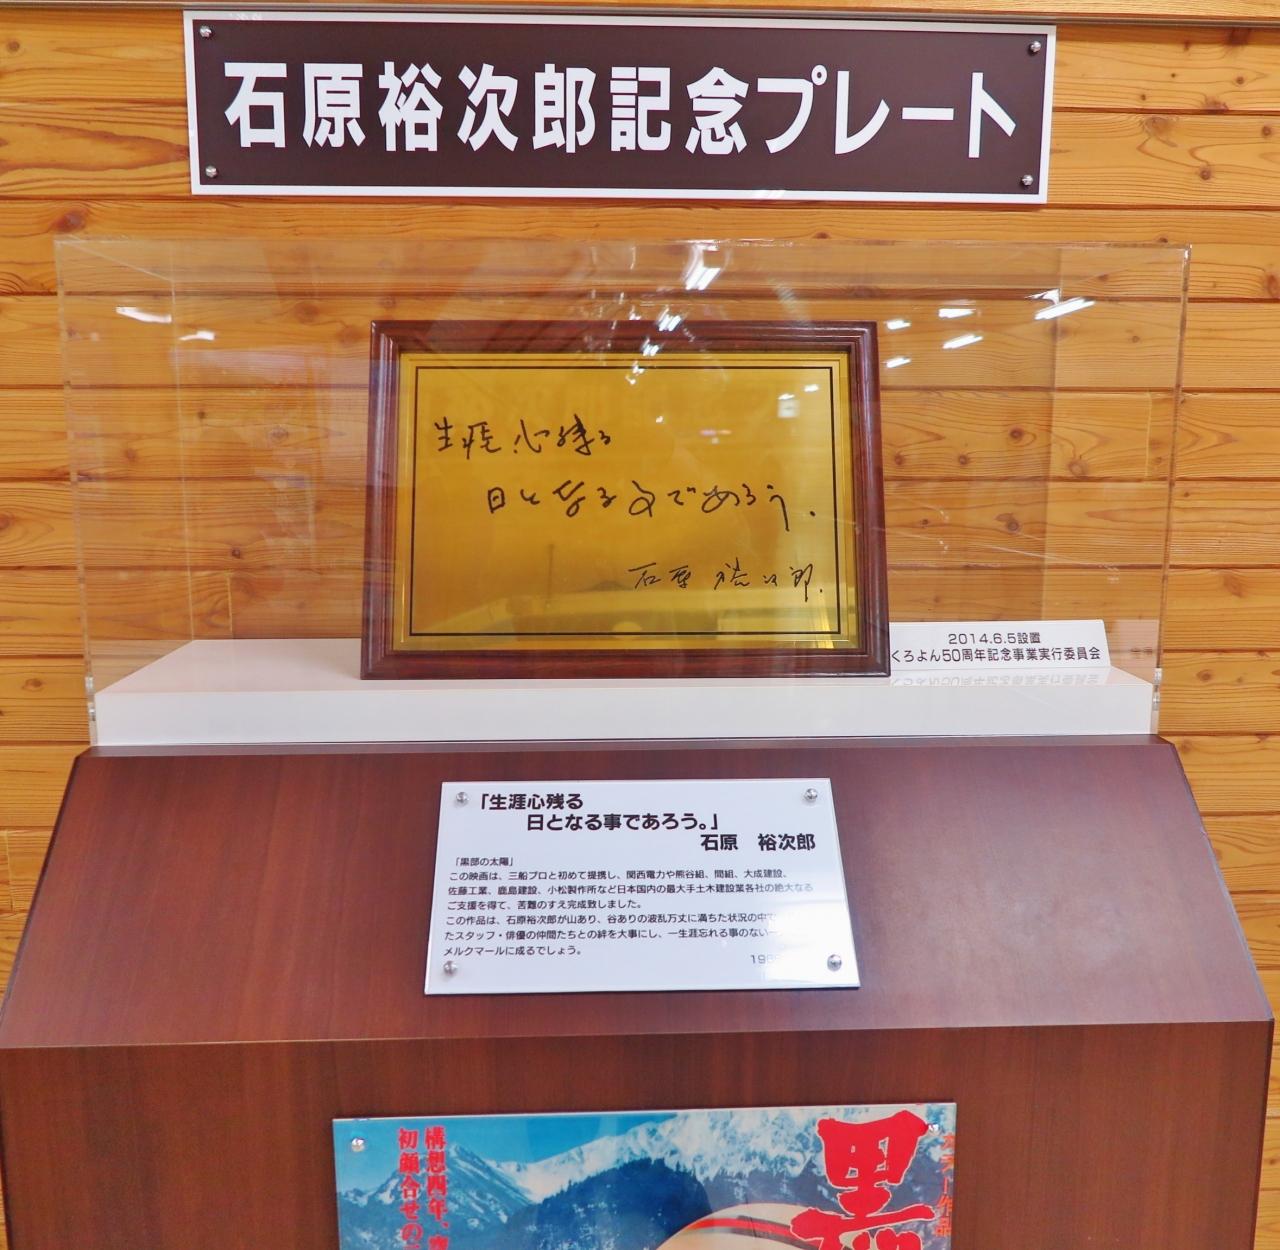 石原裕次郎記念プレート
生涯心残る
日となる事であろう.
石原裕次郎.
2014.6.5設置
くろよん50周年記念事業実行委員会
「生涯心残る
日となる事であろう。」
石原 裕次郎
「黒部の太陽」
この映画は、三船プロと初めて提携し、関西電力や熊谷組、間組、大成建設、
佐藤工業、鹿島建設、小松製作所など日本国内の最大手土木建設業各社の絶大なる
ご支援を得て、苦難のすえ完成致しました。
この作品は、石原裕次郎が山あり、谷ありの波乱万丈に満ちた状況の中で
たスタッフ・俳優の仲間たちとの絆を大事にし、一生涯忘れる事のない一
メルクマールに成るでしょう。
構想四年、
初顔合せの
黒